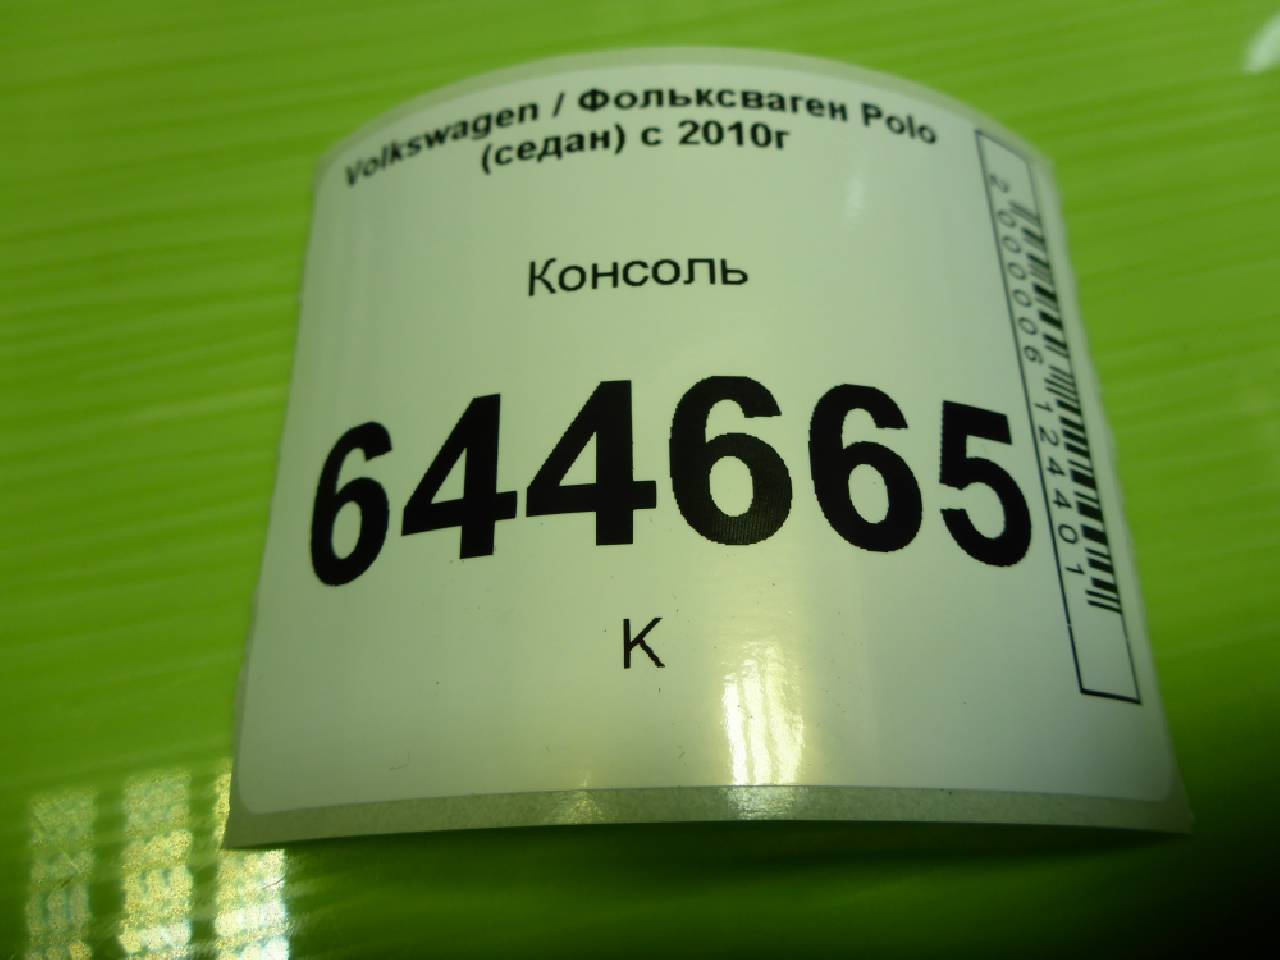 Volkswagen / Фольксваген Polo
(седан) с 2010г
Консоль
644665
К
2000006124401